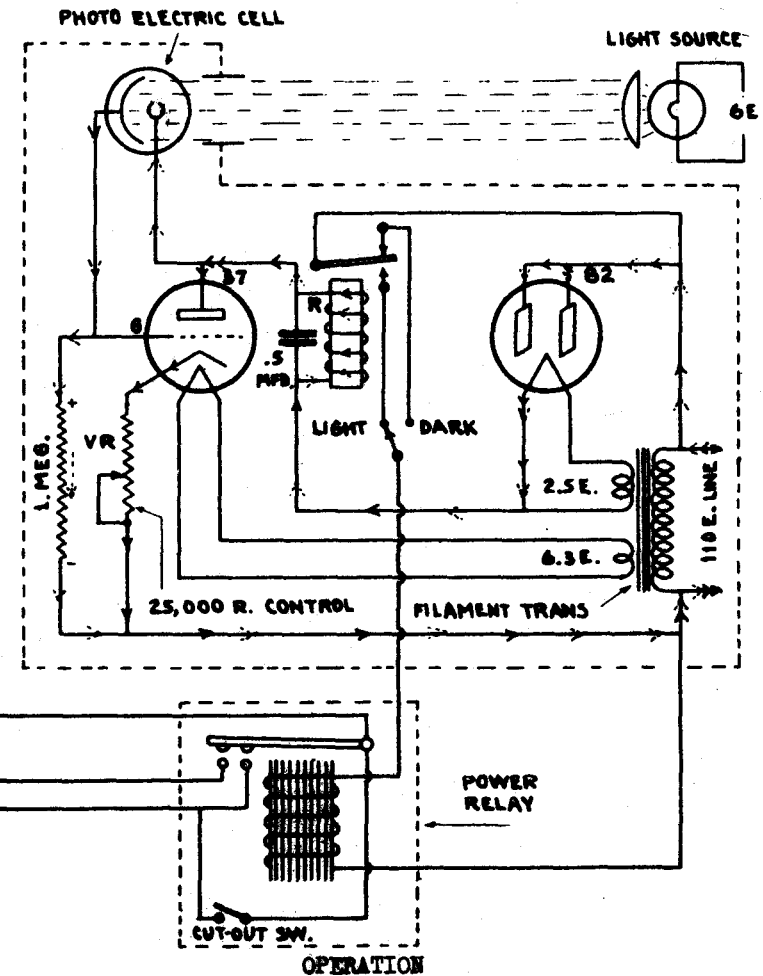 PHOTO ELECTRIC CELL
LIGHT SOURCE
6E
37
82
G
R
.5
MFD.
+
1. MEG.
VR
-
LIGHT
DARK
2.5E.
6.3E.
110 E. LINE
25,000 R. CONTROL
FILAMENT TRANS
POWER
RELAY
CUT-OUT SW.
OPERATION